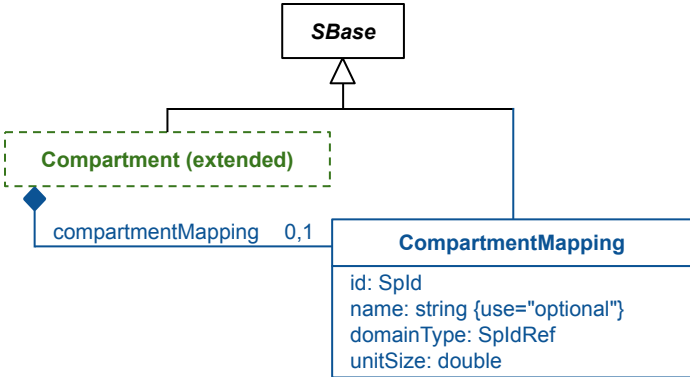 SBase
Compartment (extended)
compartmentMapping 0,1
CompartmentMapping
id: SpId
name: string {use="optional"}
domainType: SpIdRef
unitSize: double